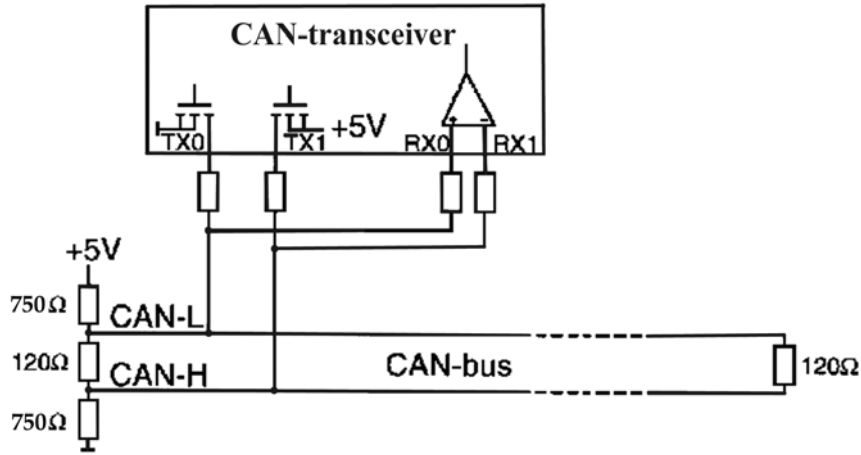 CAN-transceiver
TX0
TX1
+5V
RX0
RX1
+
−
+5V
750Ω
CAN-L
120Ω
CAN-H
CAN-bus
120Ω
750Ω